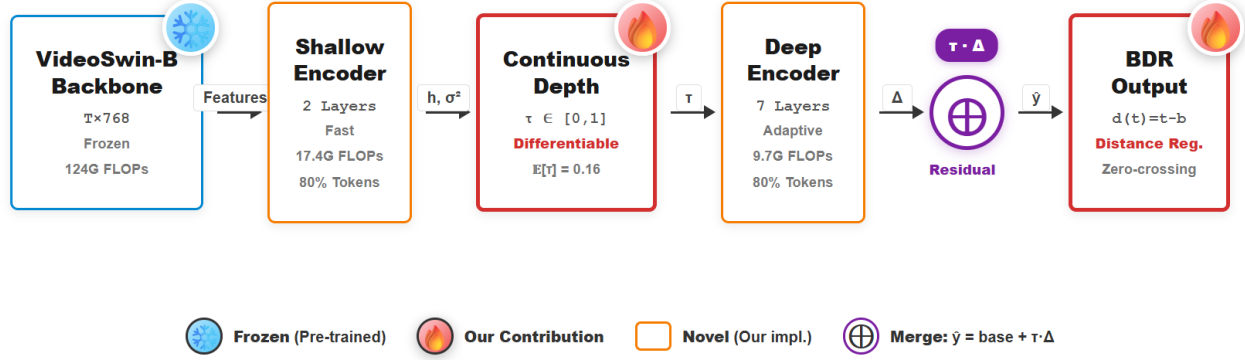 VideoSwin-B
Backbone
T×768
Frozen
124G FLOPs
Features
Shallow
Encoder
2 Layers
Fast
17.4G FLOPs
80% Tokens
h, σ²
Continuous
Depth
τ ∈ [0,1]
Differentiable
𝔼[τ] = 0.16
τ
Deep
Encoder
7 Layers
Adaptive
9.7G FLOPs
80% Tokens
Δ
τ · Δ
Residual
ŷ
BDR
Output
d(t)=t-b
Distance Reg.
Zero-crossing
Frozen (Pre-trained)
Our Contribution
Novel (Our impl.)
Merge: ŷ = base + τ·Δ